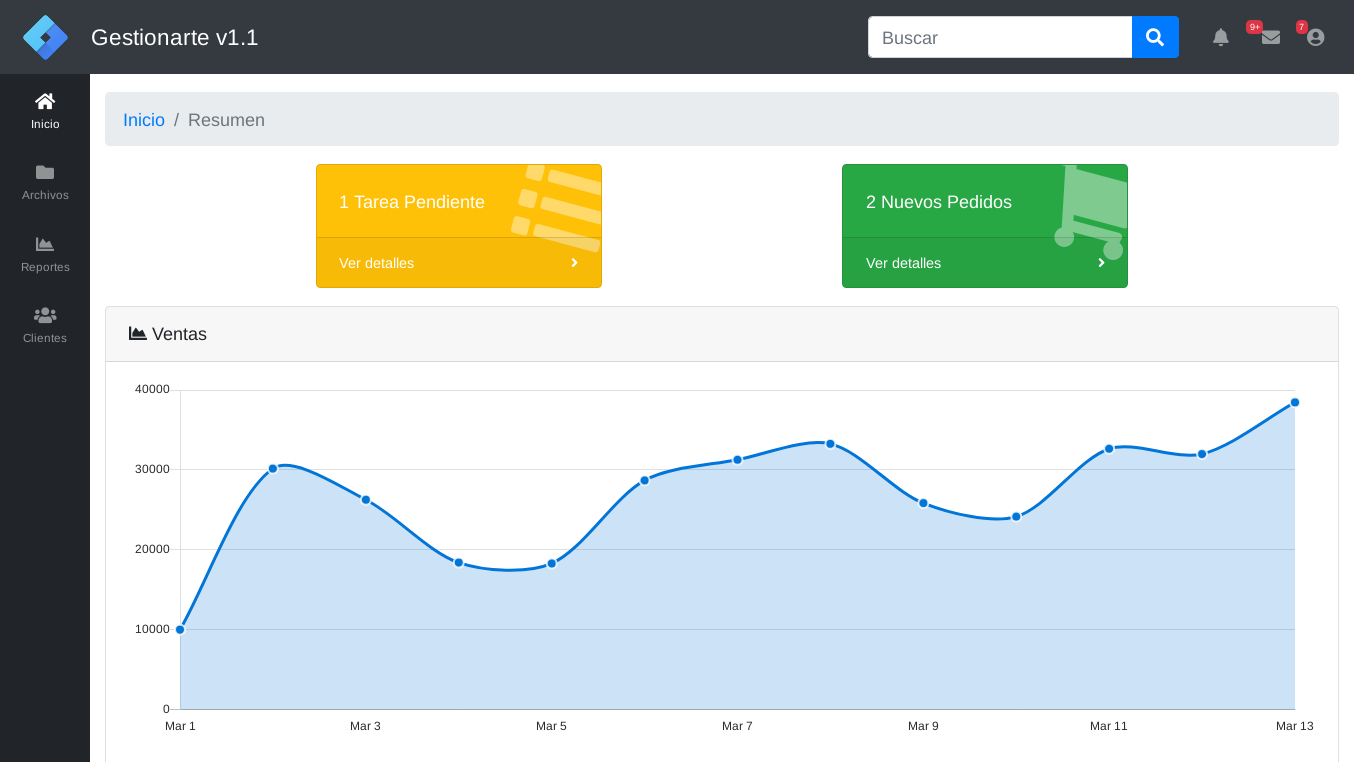 Gestionarte v1.1
Buscar
9+
7
Inicio
Archivos
Reportes
Clientes
Inicio / Resumen
1 Tarea Pendiente
Ver detalles
2 Nuevos Pedidos
Ver detalles
Ventas
40000
30000
20000
10000
0
Mar 1 Mar 3 Mar 5 Mar 7 Mar 9 Mar 11 Mar 13